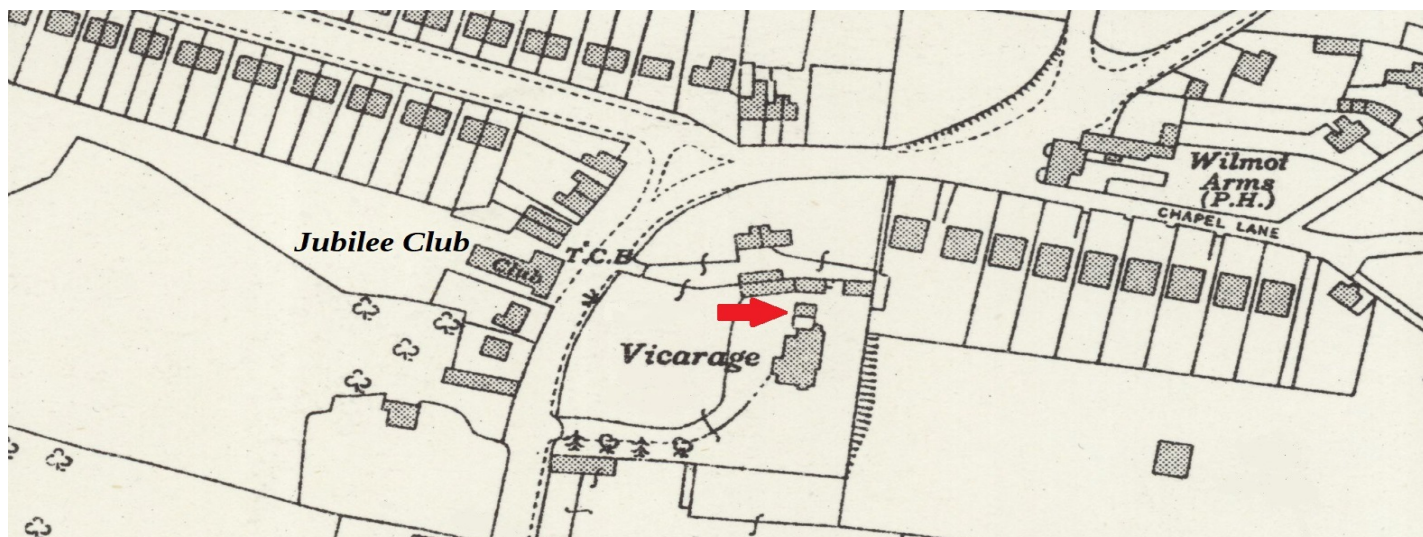 Wilmot
Arms
(P.H.)
CHAPEL LANE
Jubilee Club
Club
T.C.B
Vicarage